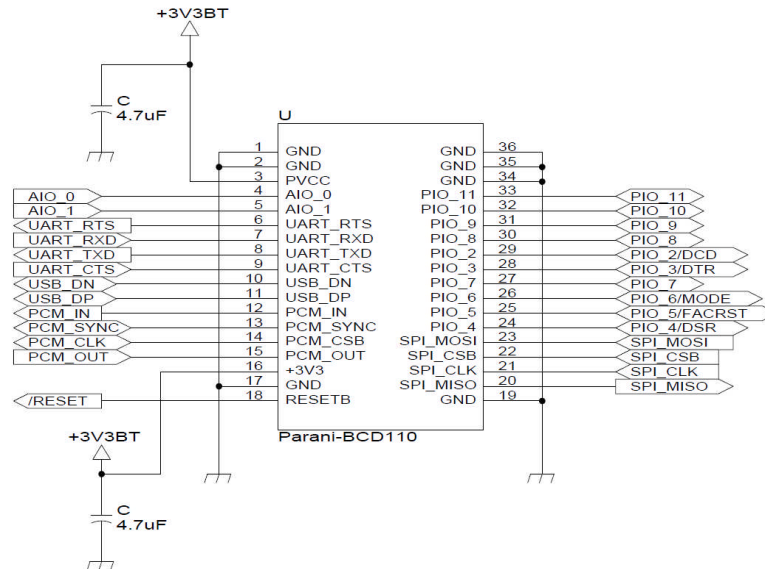 +3V3BT
C
4.7uF
U
1 GND GND 36
2 GND GND 35
3 PVCC GND 34
AIO_0 4 AIO_0 PIO_11 33 PIO_11
AIO_1 5 AIO_1 PIO_10 32 PIO_10
UART_RTS 6 UART_RTS PIO_9 31 PIO_9
UART_RXD 7 UART_RXD PIO_8 30 PIO_8
UART_TXD 8 UART_TXD PIO_2 29 PIO_2/DCD
UART_CTS 9 UART_CTS PIO_3 28 PIO_3/DTR
USB_DN 10 USB_DN PIO_7 27 PIO_7
USB_DP 11 USB_DP PIO_6 26 PIO_6/MODE
PCM_IN 12 PCM_IN PIO_5 25 PIO_5/FACRST
PCM_SYNC 13 PCM_SYNC PIO_4 24 PIO_4/DSR
PCM_CLK 14 PCM_CSB SPI_MOSI 23 SPI_MOSI
PCM_OUT 15 PCM_OUT SPI_CSB 22 SPI_CSB
16 +3V3 SPI_CLK 21 SPI_CLK
17 GND SPI_MISO 20 SPI_MISO
/RESET 18 RESETB GND 19
Parani-BCD110
+3V3BT
C
4.7uF